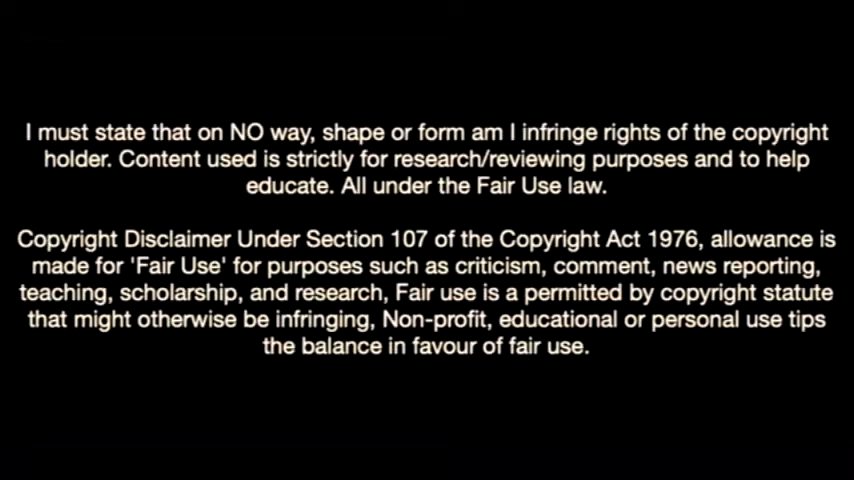 I must state that on NO way, shape or form am I infringe rights of the copyright
holder. Content used is strictly for research/reviewing purposes and to help
educate. All under the Fair Use law.
Copyright Disclaimer Under Section 107 of the Copyright Act 1976, allowance is
made for 'Fair Use' for purposes such as criticism, comment, news reporting,
teaching, scholarship, and research, Fair use is a permitted by copyright statute
that might otherwise be infringing, Non-profit, educational or personal use tips
the balance in favour of fair use.